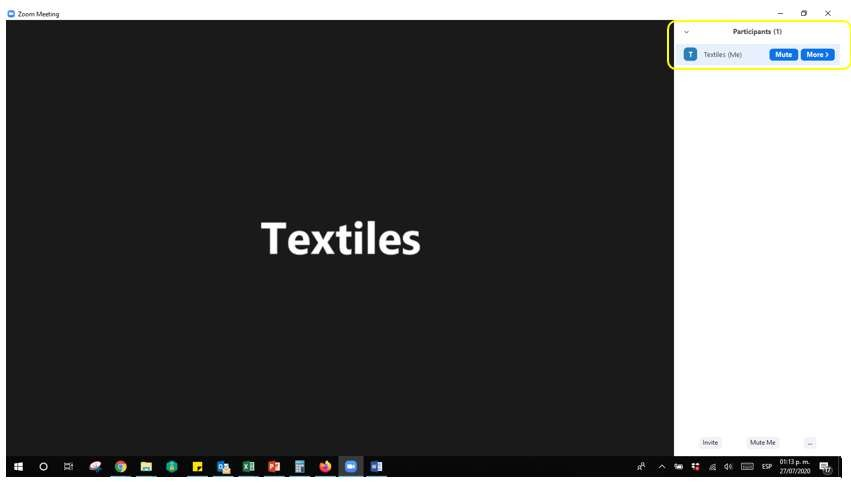 Zoom Meeting
Participants (1)
T Textiles (Me) Mute More >
Textiles
Invite Mute Me ...
ESP
01:13 p. m.
27/07/2020